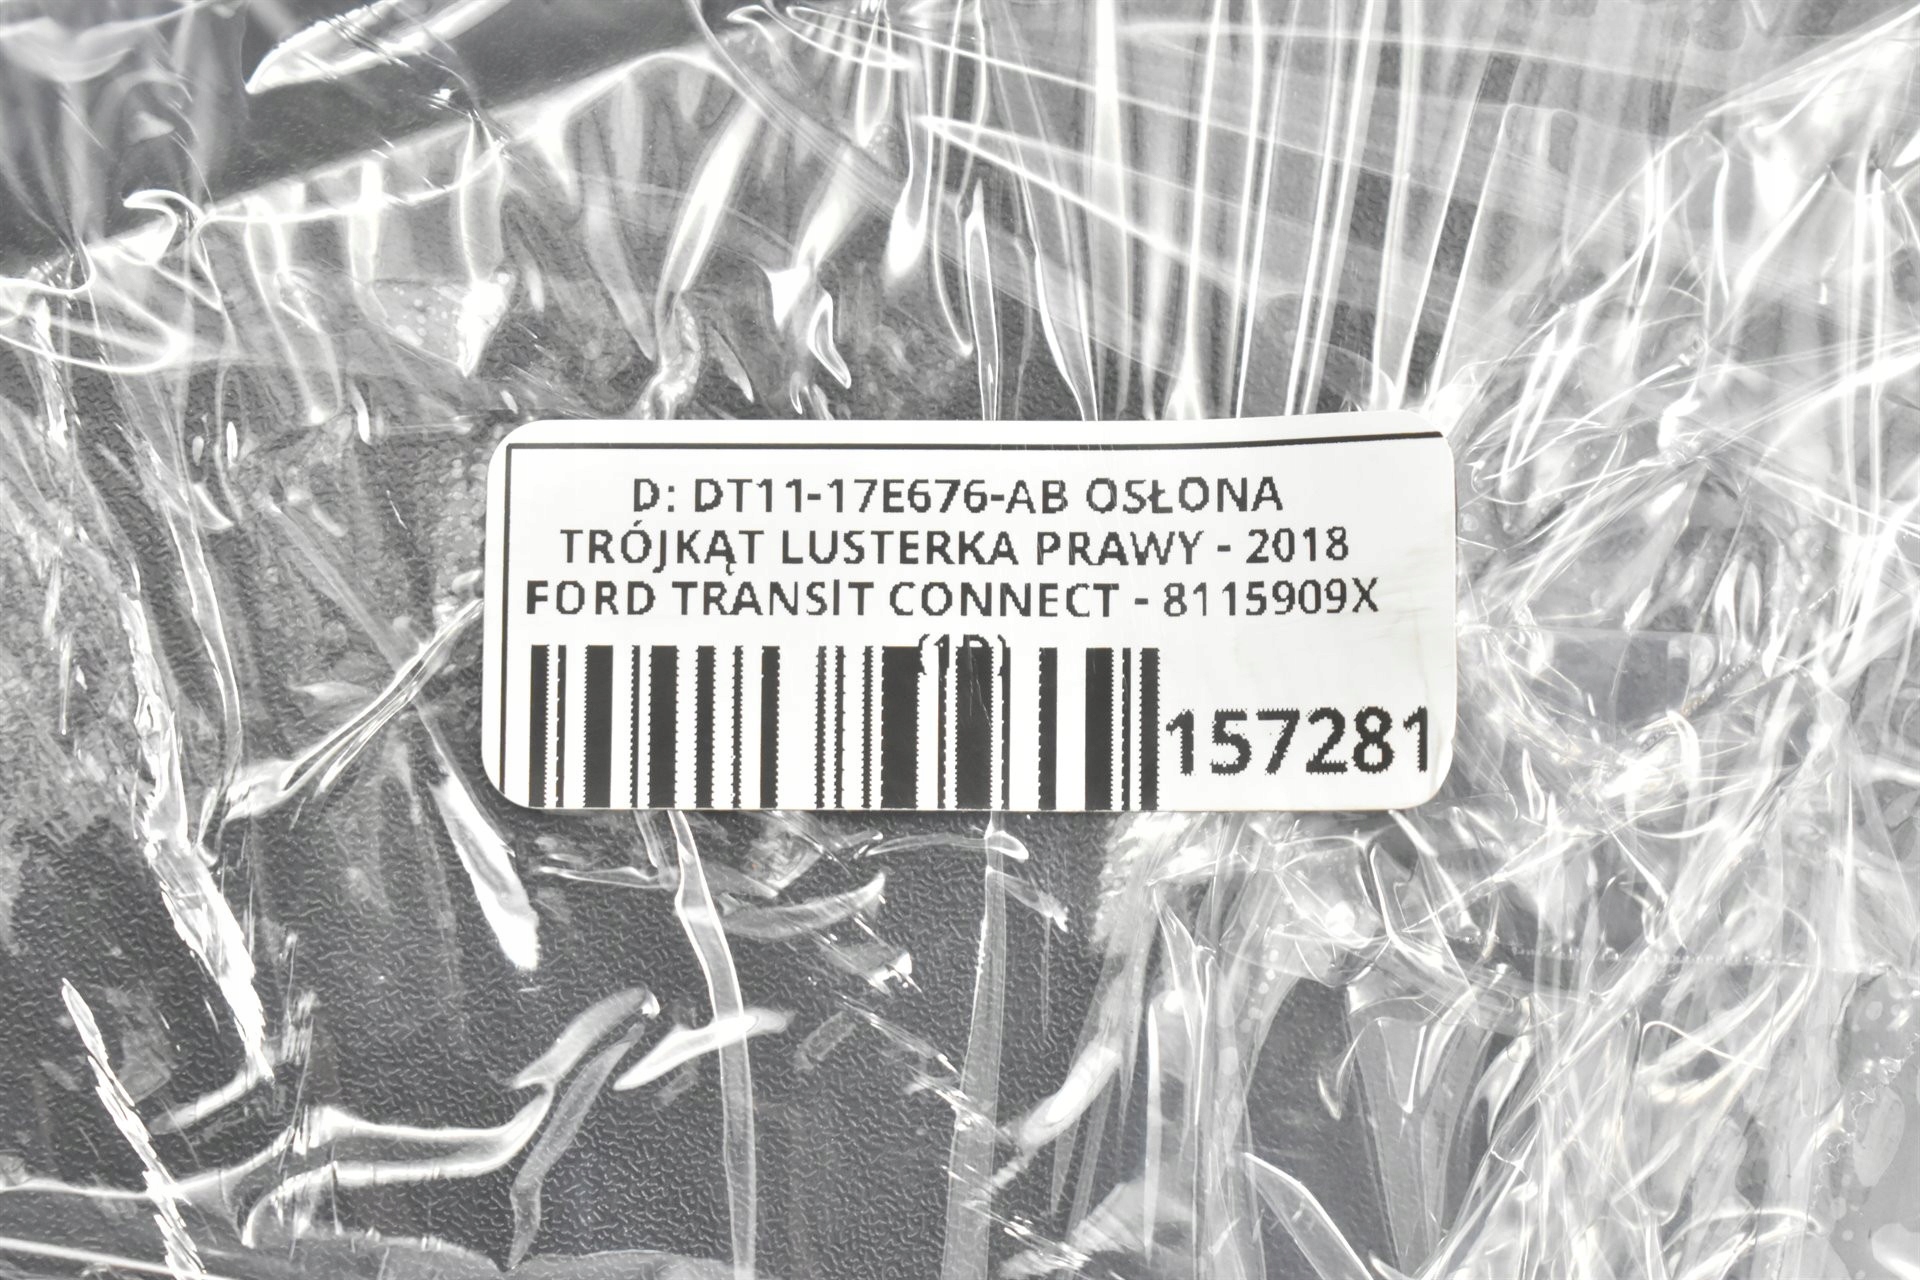 D: DT11-17E676-AB OSŁONA
TRÓJKĄT LUSTERKA PRAWY - 2018
FORD TRANSIT CONNECT - 8115909X
157281